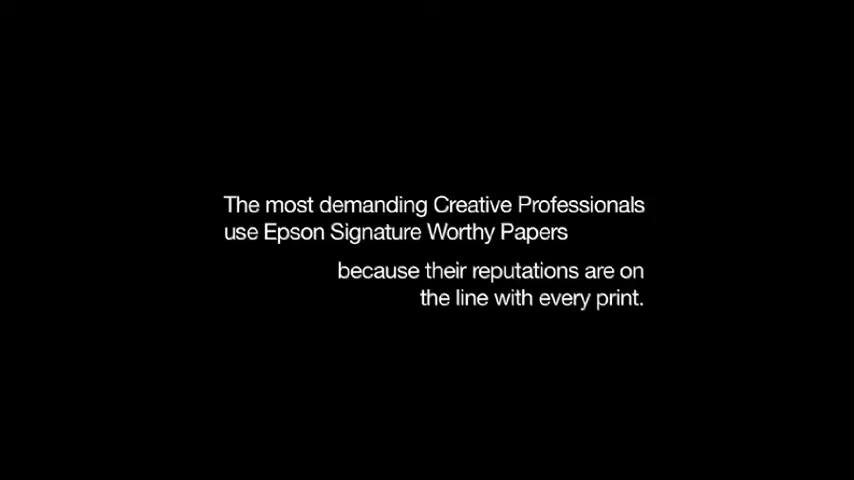 The most demanding Creative Professionals
use Epson Signature Worthy Papers
because their reputations are on
the line with every print.